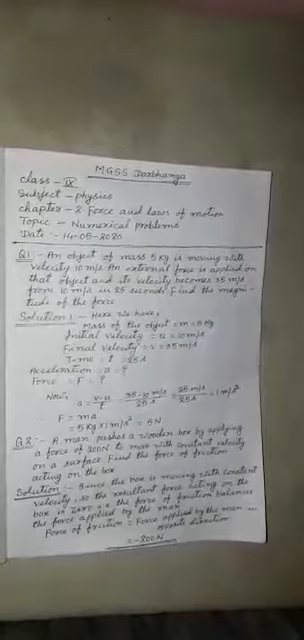 MGSS Darbhanga
Class - IX
Subject - physics
chapter - 2 Force and laws of motion
Topic - Numerical problems
Date :- 14-05-2020
Q1 :- An object of mass 5 Kg is moving with
velocity 10 m/s. An external force is applied on
that object and its velocity becomes 35 m/s
from 10 m/s in 25 seconds. Find the magni-
tude of the force
Solution 1 :- Here we have,
Mass of the object = m = 5 Kg
Initial velocity = u = 10 m/s
Final velocity = v = 35 m/s
Time = t = 25 s
Acceleration = a = ?
Force = F = ?
Now, a = v-u/t = 35-10 m/s/25 s = 25 m/s/25 s = 1 m/s²
∴ F = ma
= 5 Kg X 1 m/s² = 5N
Q2 - A man pushes a wooden box by applying
a force of 200N to man with constant velocity
on a surface. Find the force of friction
acting on the box
Solution :- Since the box is moving with constant
velocity, so the resultant force acting on the
box is zero i.e the force of friction balances
the force applied by the man
Force of friction = Force applied by the man in
opposite direction
= -200 N